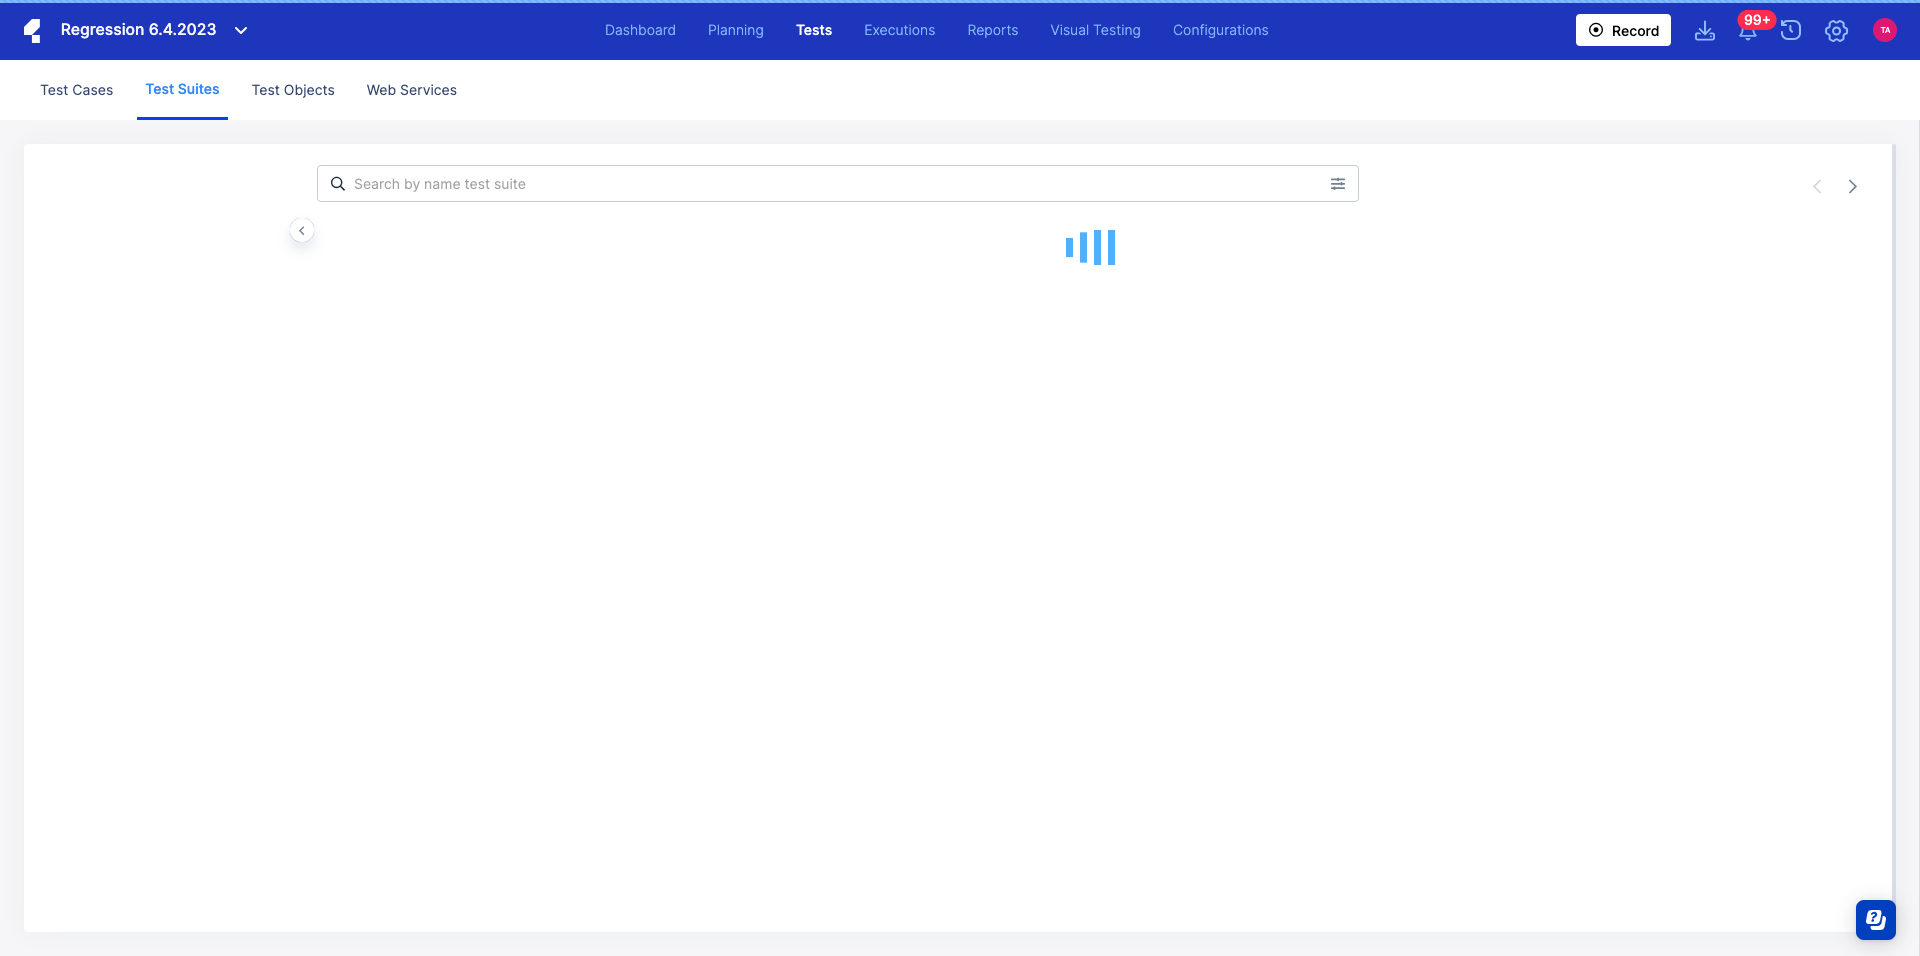 Regression 6.4.2023
Dashboard Planning Tests Executions Reports Visual Testing Configurations
Record
99+
TA
Test Cases Test Suites Test Objects Web Services
Search by name test suite
?